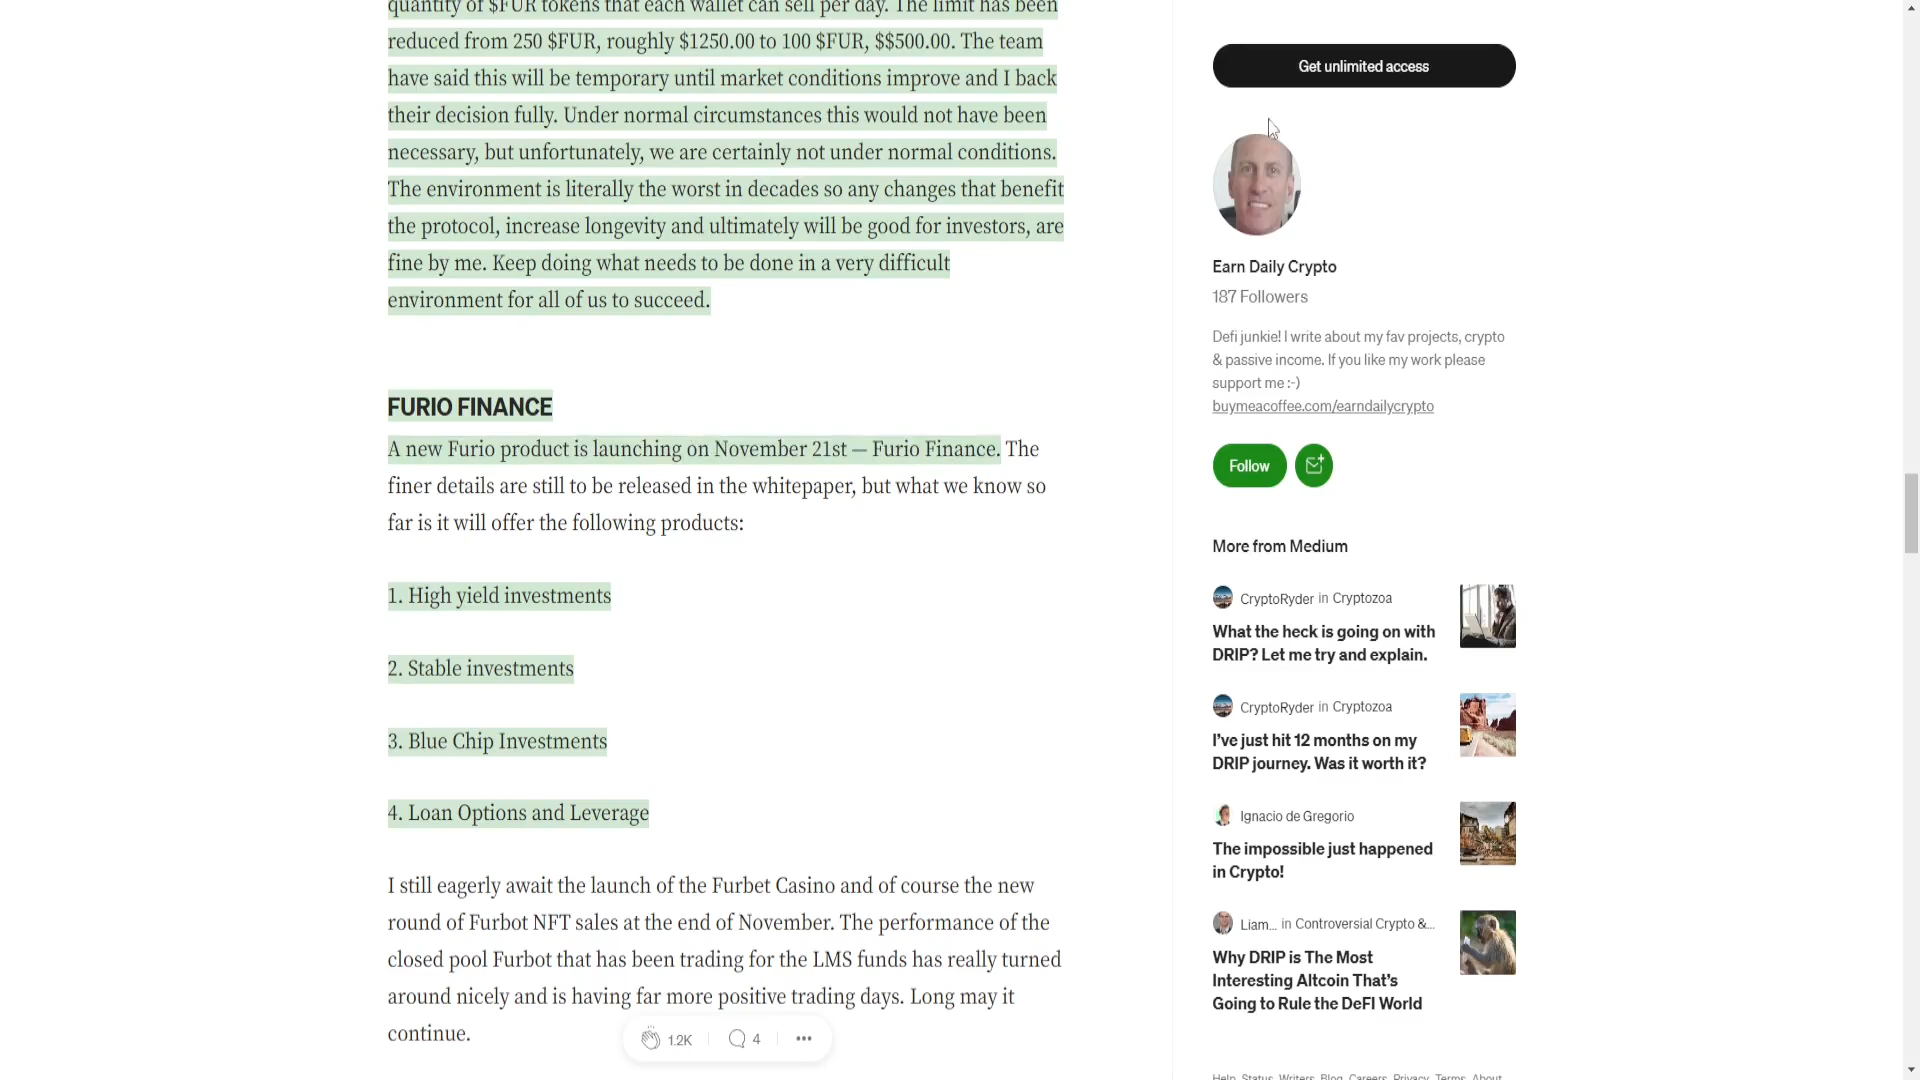 quantity of $FUR tokens that each wallet can sell per day. The limit has been
reduced from 250 $FUR, roughly $1250.00 to 100 $FUR, $$500.00. The team
have said this will be temporary until market conditions improve and I back
their decision fully. Under normal circumstances this would not have been
necessary, but unfortunately, we are certainly not under normal conditions.
The environment is literally the worst in decades so any changes that benefit
the protocol, increase longevity and ultimately will be good for investors, are
fine by me. Keep doing what needs to be done in a very difficult
environment for all of us to succeed.
FURIO FINANCE
A new Furio product is launching on November 21st — Furio Finance. The
finer details are still to be released in the whitepaper, but what we know so
far is it will offer the following products:
1. High yield investments
2. Stable investments
3. Blue Chip Investments
4. Loan Options and Leverage
I still eagerly await the launch of the Furbet Casino and of course the new
round of Furbot NFT sales at the end of November. The performance of the
closed pool Furbot that has been trading for the LMS funds has really turned
around nicely and is having far more positive trading days. Long may it
continue.
1.2K
4
Get unlimited access
Earn Daily Crypto
187 Followers
Defi junkie! I write about my fav projects, crypto
& passive income. If you like my work please
support me :-)
buymeacoffee.com/earndailycrypto
Follow
More from Medium
CryptoRyder in Cryptozoa
What the heck is going on with
DRIP? Let me try and explain.
CryptoRyder in Cryptozoa
I've just hit 12 months on my
DRIP journey. Was it worth it?
Ignacio de Gregorio
The impossible just happened
in Crypto!
Liam... in Controversial Crypto &...
Why DRIP is The Most
Interesting Altcoin That's
Going to Rule the DeFI World
Help Status Writers Blog Careers Privacy Terms About